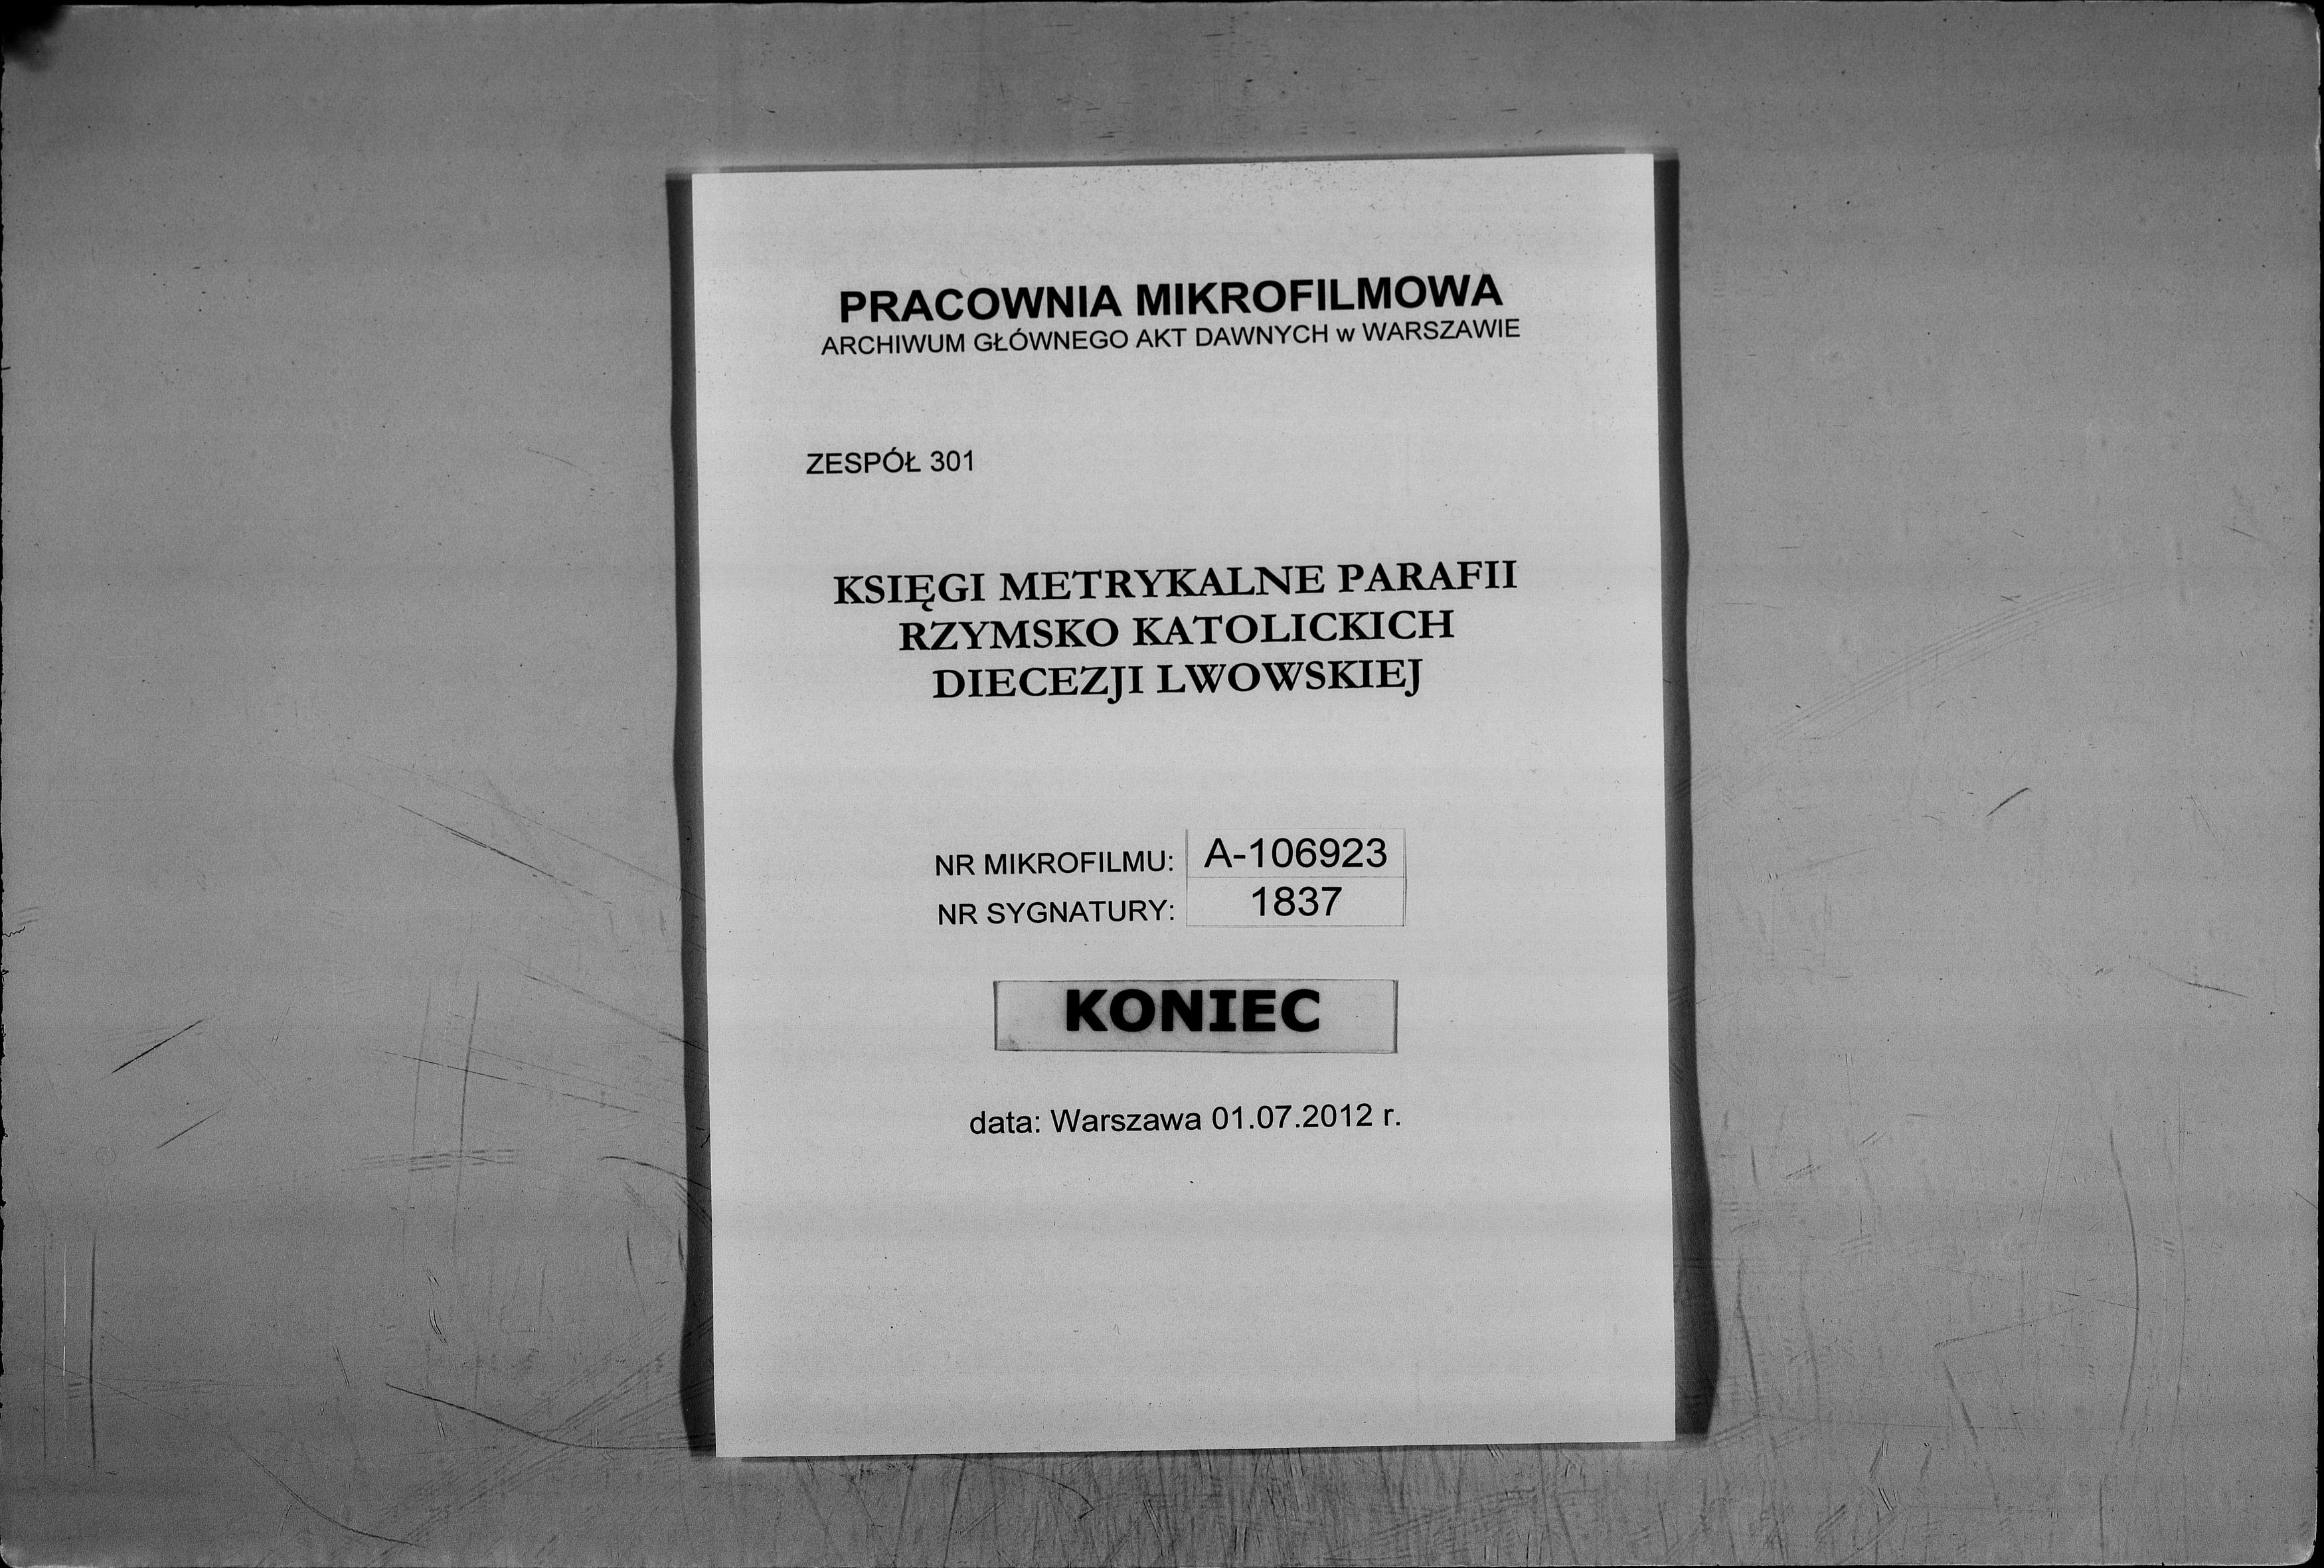 PRACOWNIA MIKROFILMOWA
ARCHIWUM GŁÓWNEGO AKT DAWNYCH w WARSZAWIE
ZESPÓŁ 301
KSIĘGI METRYKALNE PARAFII
RZYMSKO KATOLICKICH
DIECEZJI LWOWSKIEJ
NR MIKROFILMU: A-106923
NR SYGNATURY: 1837
KONIEC
data: Warszawa 01.07.2012 r.